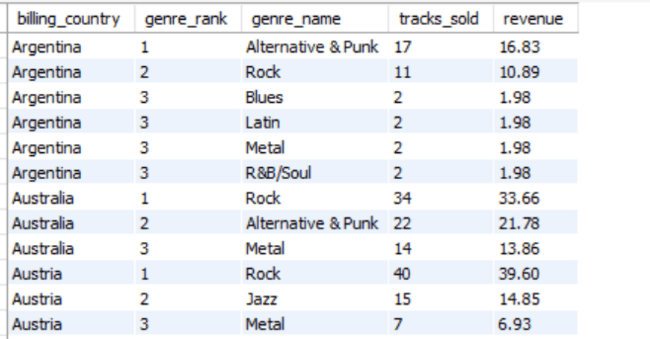 billing_country genre_rank genre_name tracks_sold revenue
Argentina 1 Alternative & Punk 17 16.83
Argentina 2 Rock 11 10.89
Argentina 3 Blues 2 1.98
Argentina 3 Latin 2 1.98
Argentina 3 Metal 2 1.98
Argentina 3 R&B/Soul 2 1.98
Australia 1 Rock 34 33.66
Australia 2 Alternative & Punk 22 21.78
Australia 3 Metal 14 13.86
Austria 1 Rock 40 39.60
Austria 2 Jazz 15 14.85
Austria 3 Metal 7 6.93